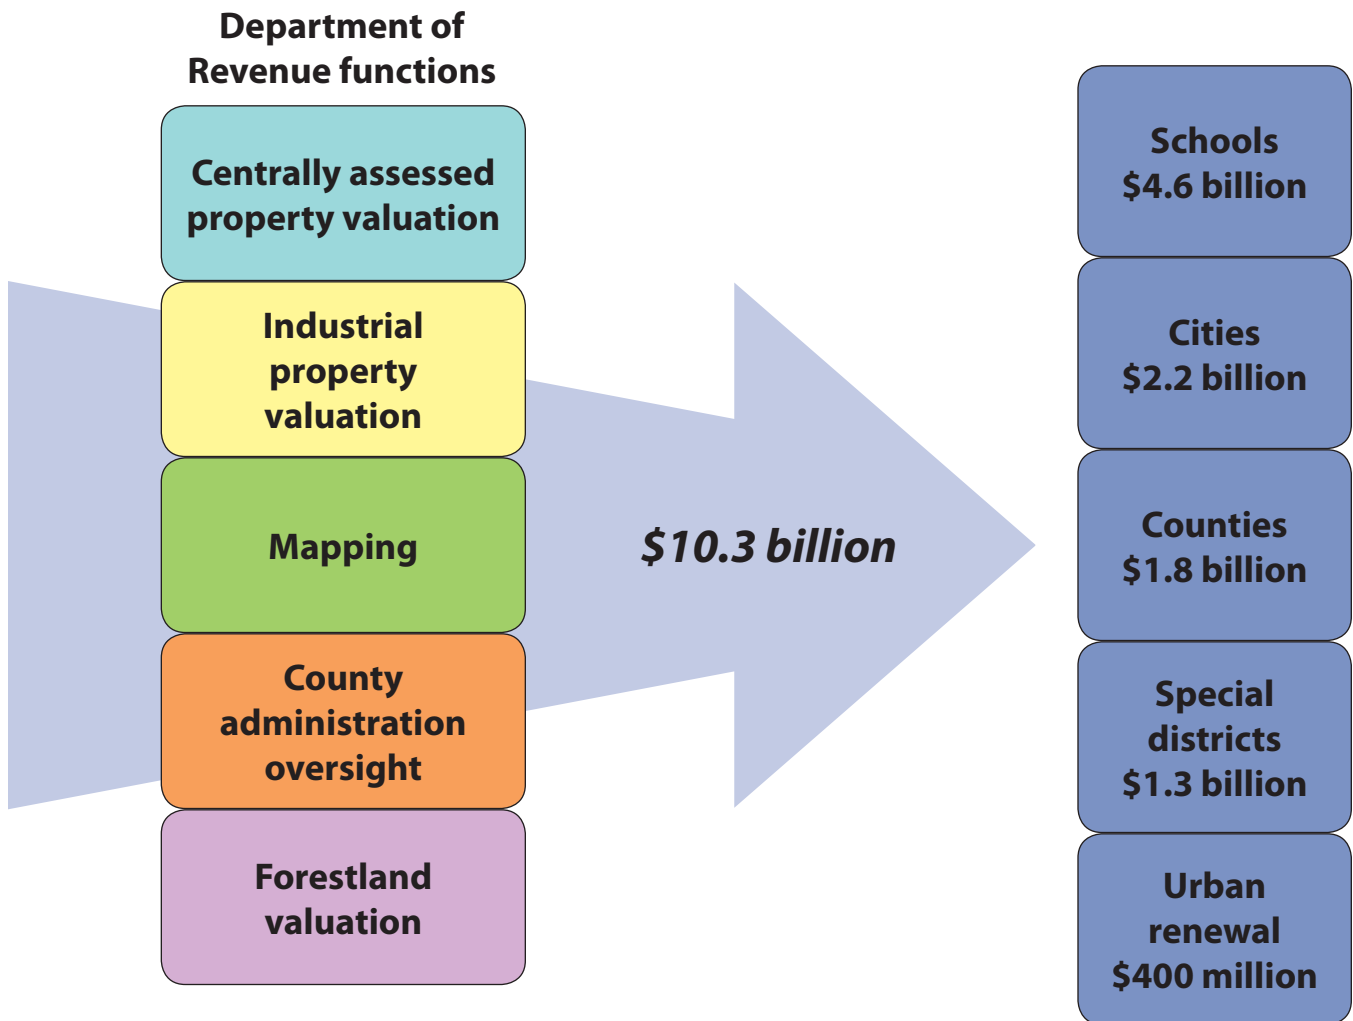 Department of
Revenue functions
Centrally assessed
property valuation
Industrial
property
valuation
Mapping
County
administration
oversight
Forestland
valuation
$10.3 billion
Schools
$4.6 billion
Cities
$2.2 billion
Counties
$1.8 billion
Special
districts
$1.3 billion
Urban
renewal
$400 million